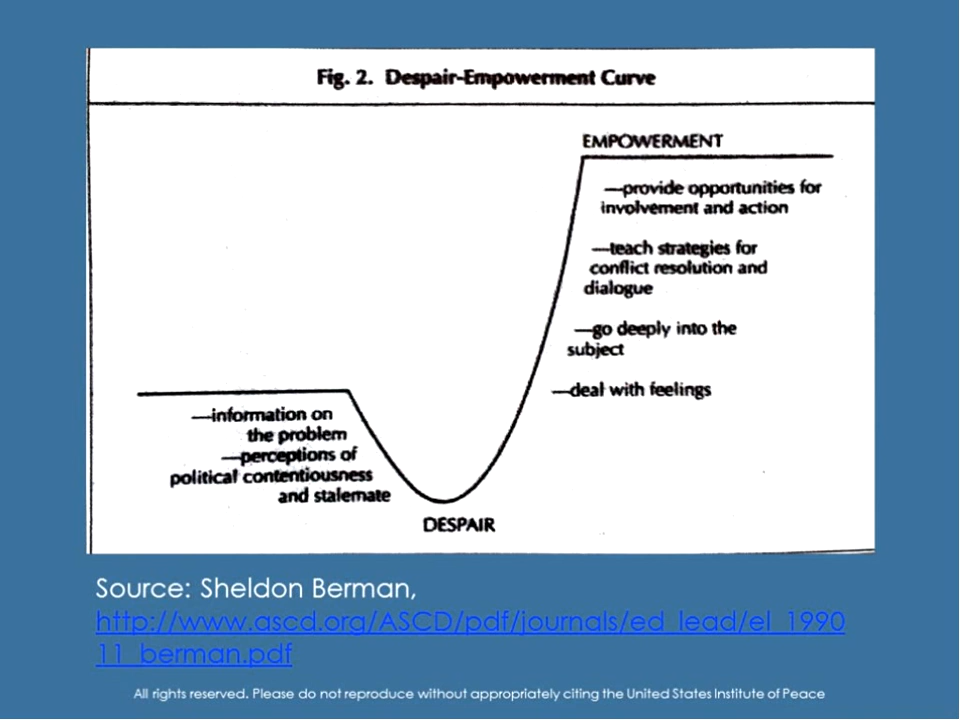 Fig. 2. Despair-Empowerment Curve
EMPOWERMENT
—provide opportunities for
involvement and action
—teach strategies for
conflict resolution and
dialogue
—go deeply into the
subject
—deal with feelings
—information on
the problem
—perceptions of
political contentiousness
and stalemate
DESPAIR
Source: Sheldon Berman,
http://www.ascd.org/ASCD/pdf/journals/ed_lead/el_1990
11_berman.pdf
All rights reserved. Please do not reproduce without appropriately citing the United States Institute of Peace